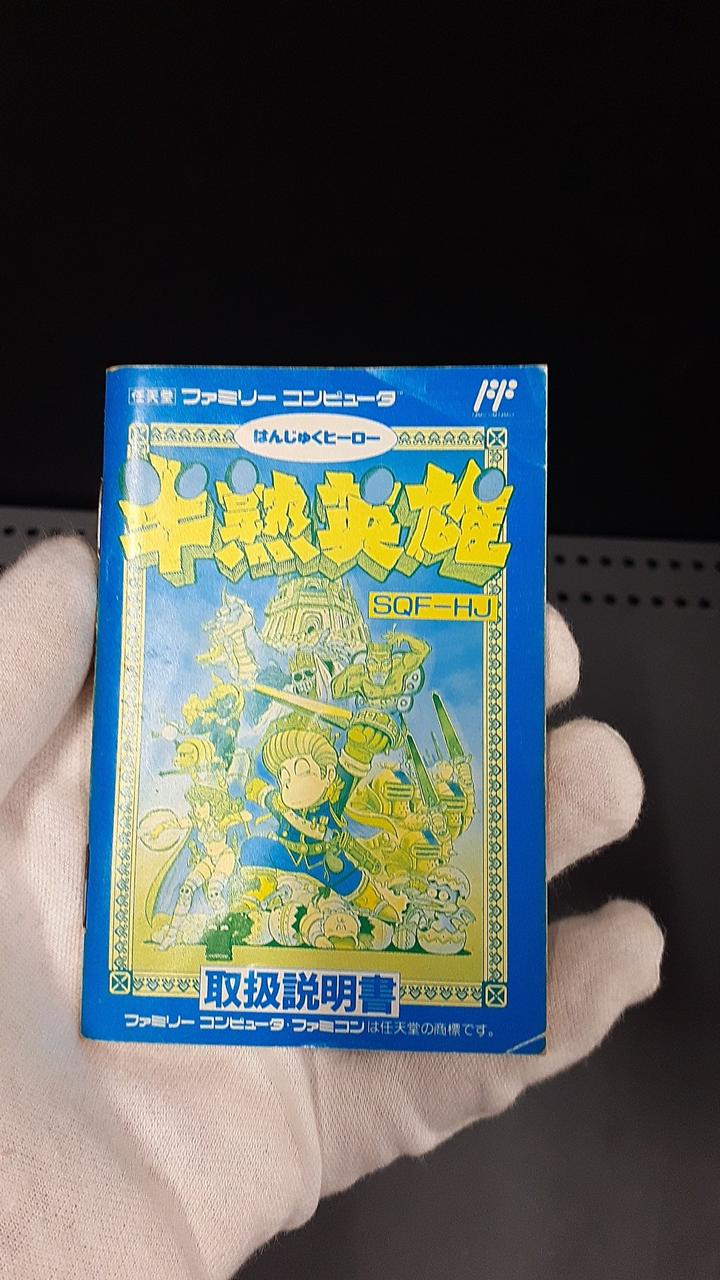 任天堂 ファミリー コンピュータ™
はんじゅくヒーロー
半熟英雄
SQF-HJ
取扱説明書
ファミリー コンピュータ・ファミコンは任天堂の商標です。